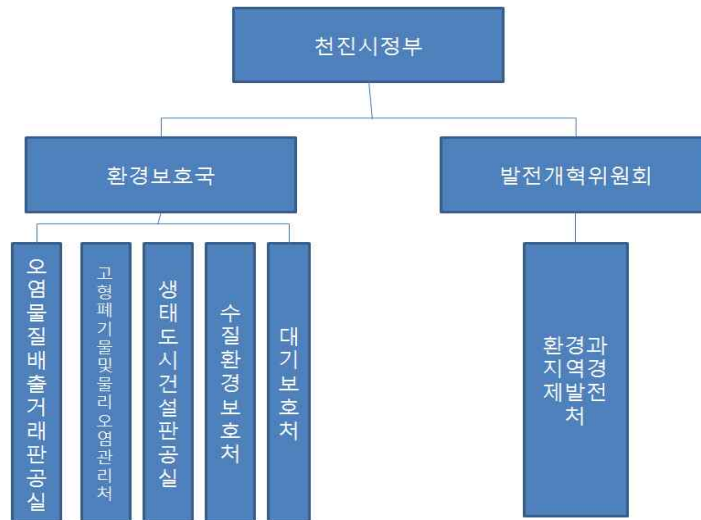 천진시정부
환경보호국
발전개혁위원회
오염물질배출거래판공실
고형폐기물및물리오염관리처
생태도시건설판공실
수질환경보호처
대기보호처
환경과
지역경
제발전
처